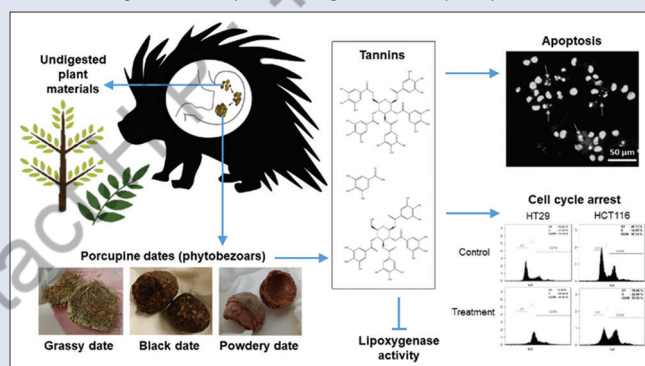 Undigested
plant
materials
Tannins
Apoptosis
50 µm
Cell cycle arrest
HT29 HCT116
Control
Treatment
Porcupine dates (phytobezoars)
Grassy date Black date Powdery date
Lipoxygenase
activity